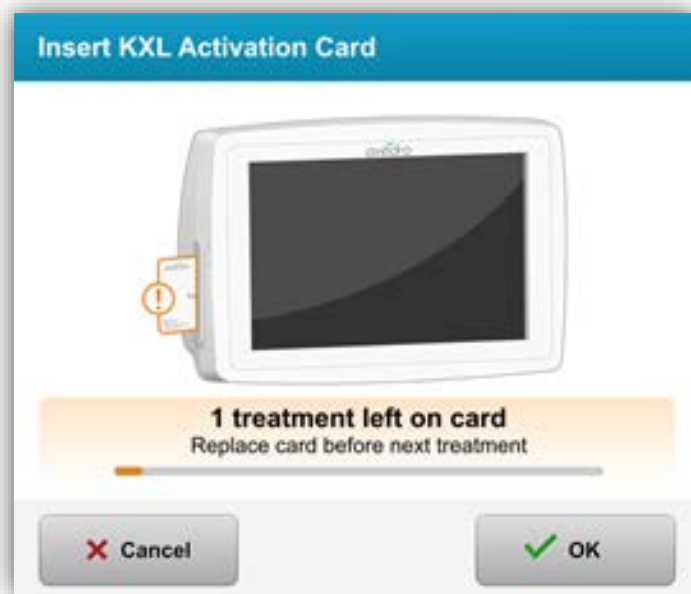 Insert KXL Activation Card
1 treatment left on card
Replace card before next treatment
Cancel
OK